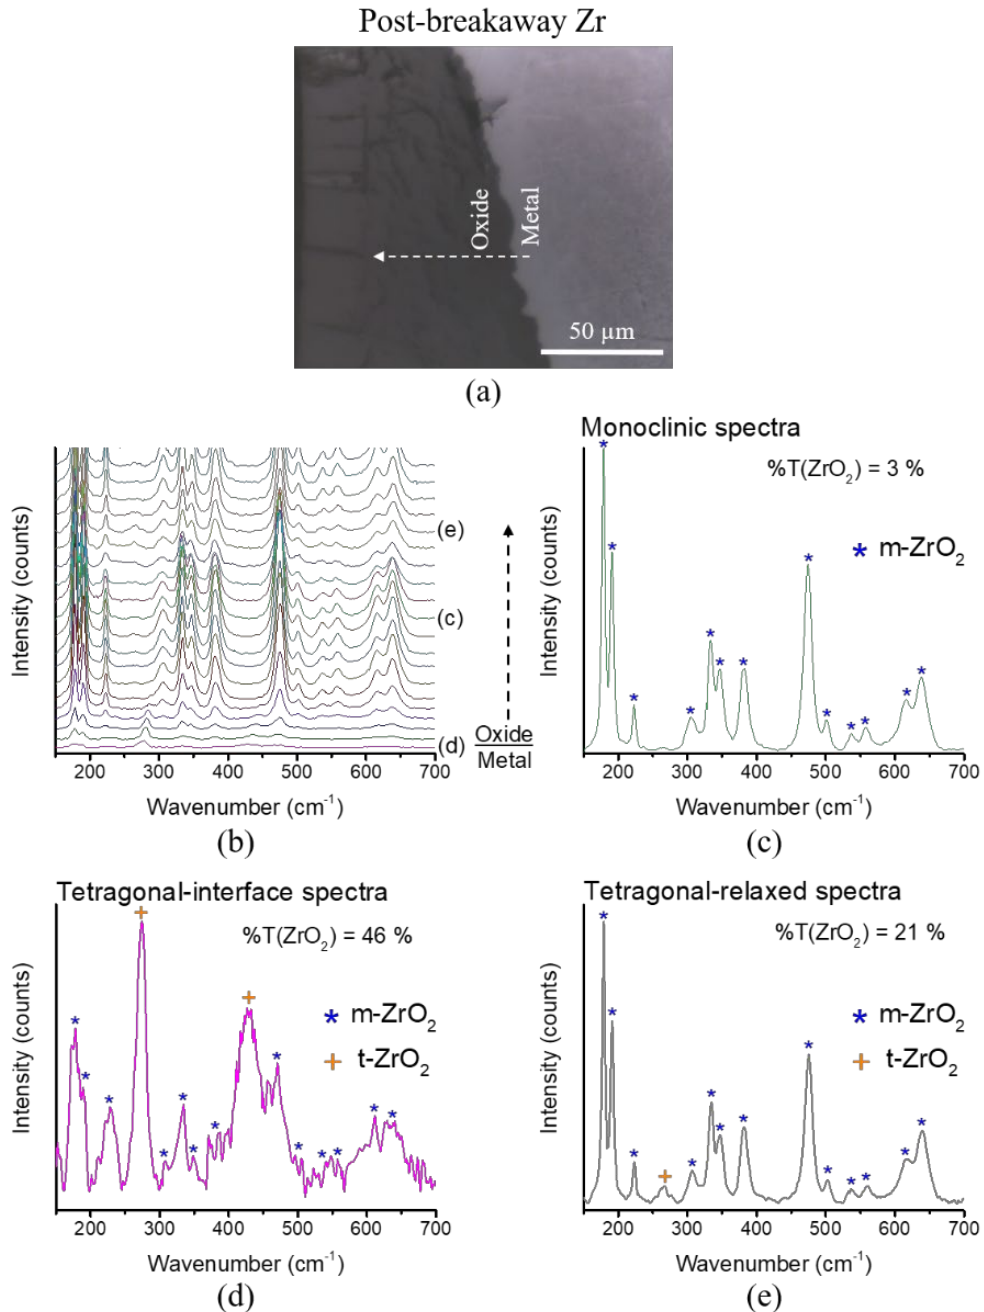 Post-breakaway Zr
Oxide
Metal
50 µm
(a)
Intensity (counts)
(e)
(c)
(d)
Oxide
Metal
200 300 400 500 600 700
Wavenumber (cm⁻¹)
(b)
Monoclinic spectra
%T(ZrO₂) = 3 %
* m-ZrO₂
Intensity (counts)
200 300 400 500 600 700
Wavenumber (cm⁻¹)
(c)
Tetragonal-interface spectra
%T(ZrO₂) = 46 %
* m-ZrO₂
+ t-ZrO₂
Intensity (counts)
200 300 400 500 600 700
Wavenumber (cm⁻¹)
(d)
Tetragonal-relaxed spectra
%T(ZrO₂) = 21 %
* m-ZrO₂
+ t-ZrO₂
Intensity (counts)
200 300 400 500 600 700
Wavenumber (cm⁻¹)
(e)